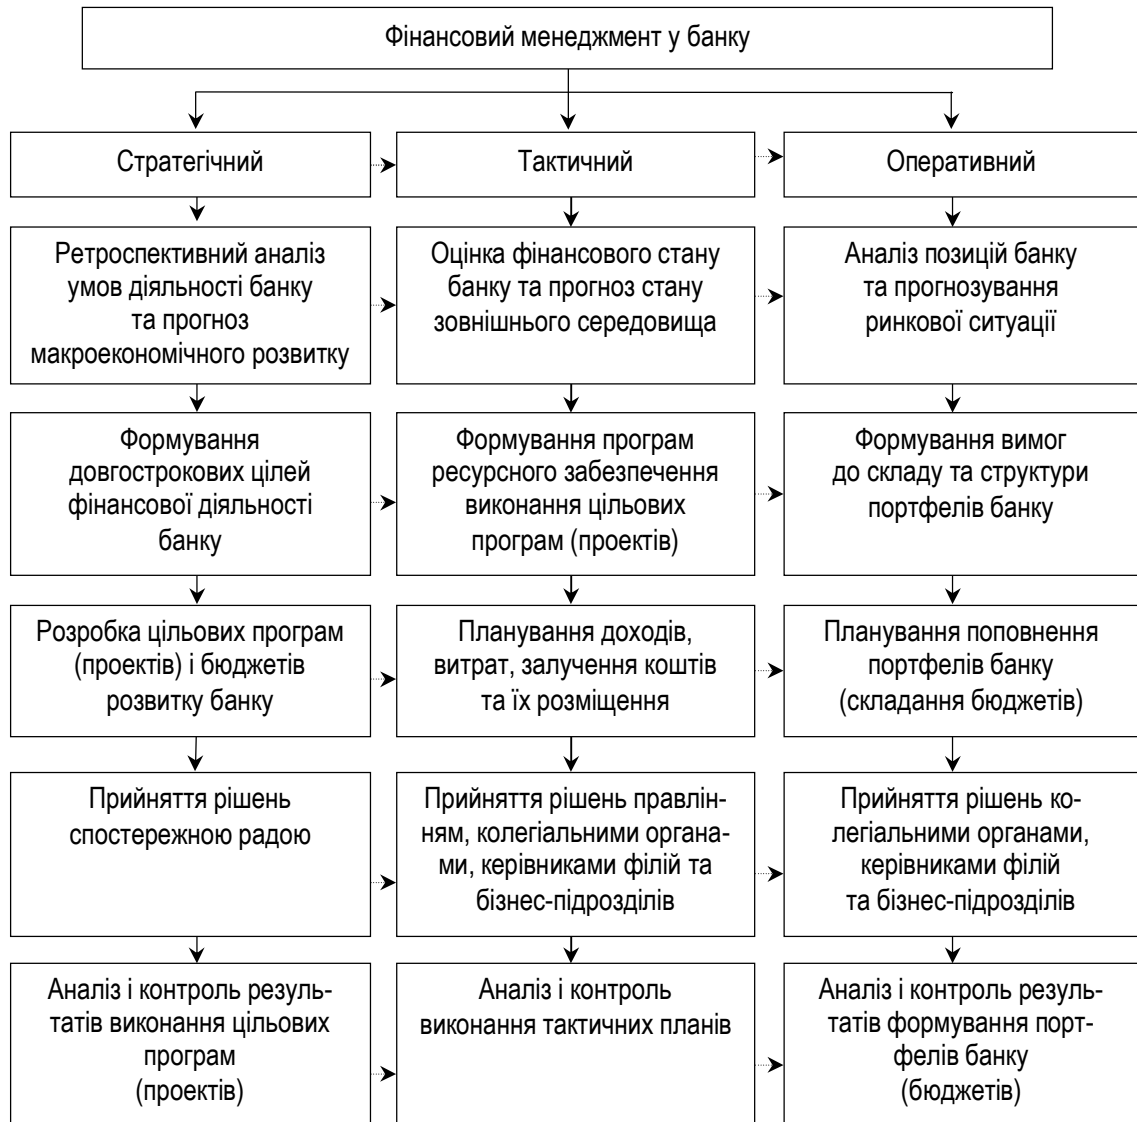 Фінансовий менеджмент у банку
Стратегічний
Тактичний
Оперативний
Ретроспективний аналіз
умов діяльності банку
та прогноз
макроекономічного розвитку
Оцінка фінансового стану
банку та прогноз стану
зовнішнього середовища
Аналіз позицій банку
та прогнозування
ринкової ситуації
Формування
довгострокових цілей
фінансової діяльності
банку
Формування програм
ресурсного забезпечення
виконання цільових
програм (проектів)
Формування вимог
до складу та структури
портфелів банку
Розробка цільових програм
(проектів) і бюджетів
розвитку банку
Планування доходів,
витрат, залучення коштів
та їх розміщення
Планування поповнення
портфелів банку
(складання бюджетів)
Прийняття рішень
спостережною радою
Прийняття рішень правлін-
ням, колегіальними органа-
ми, керівниками філій та
бізнес-підрозділів
Прийняття рішень ко-
легіальними органами,
керівниками філій
та бізнес-підрозділів
Аналіз і контроль резуль-
татів виконання цільових
програм
(проектів)
Аналіз і контроль
виконання тактичних планів
Аналіз і контроль резуль-
татів формування порт-
фелів банку
(бюджетів)